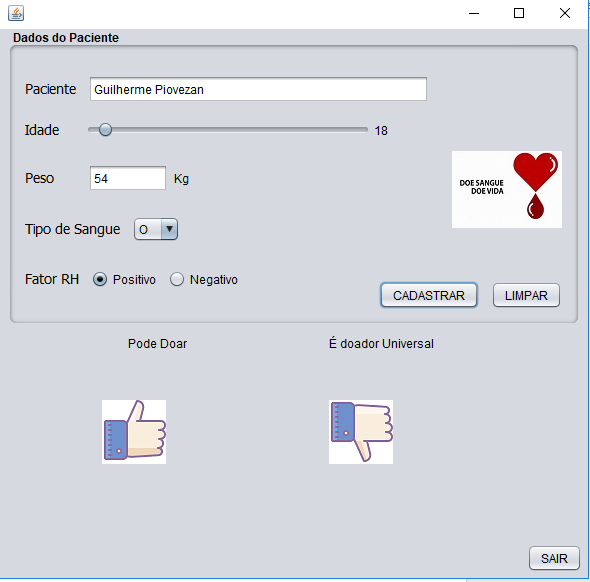 Dados do Paciente
Paciente Guilherme Piovezan
Idade 18
Peso 54 Kg
DOE SANGUE
DOE VIDA
Tipo de Sangue O
Fator RH Positivo Negativo
CADASTRAR LIMPAR
Pode Doar É doador Universal
SAIR